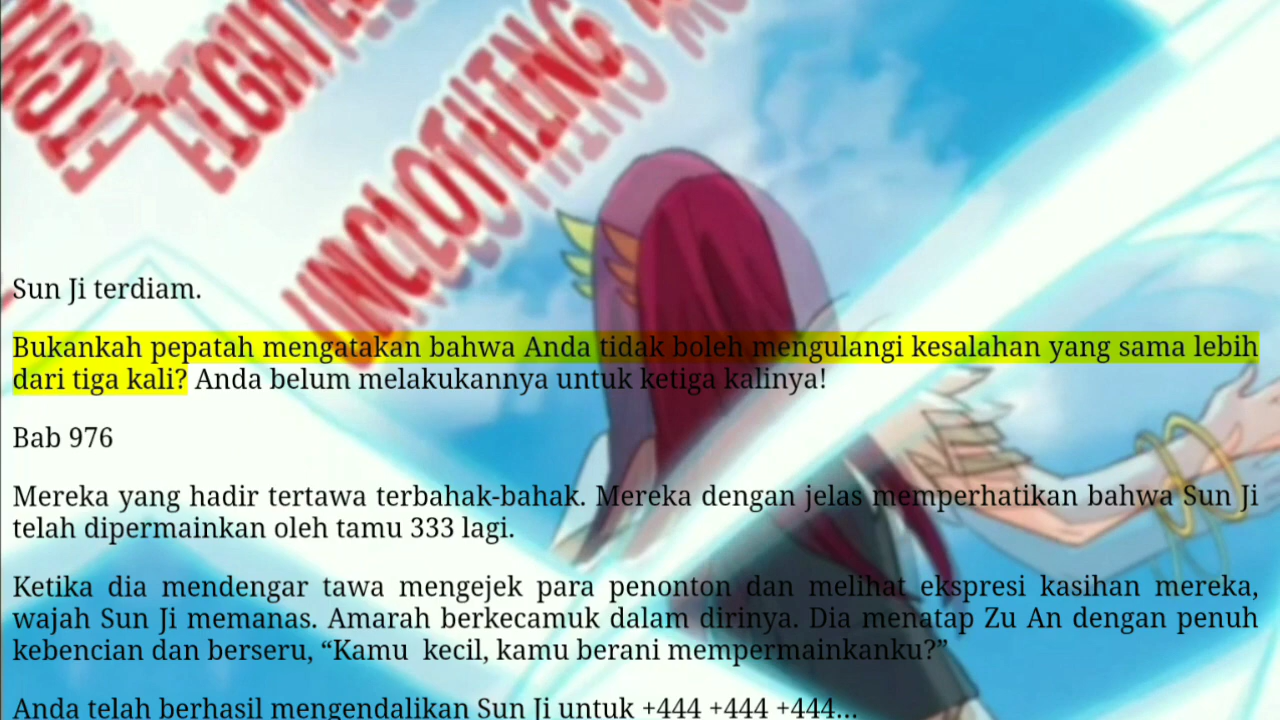 EIGHTEE
UNCLOTHING
Sun Ji terdiam.
Bukankah pepatah mengatakan bahwa Anda tidak boleh mengulangi kesalahan yang sama lebih
dari tiga kali? Anda belum melakukannya untuk ketiga kalinya!
Bab 976
Mereka yang hadir tertawa terbahak-bahak. Mereka dengan jelas memperhatikan bahwa Sun Ji
telah dipermainkan oleh tamu 333 lagi.
Ketika dia mendengar tawa mengejek para penonton dan melihat ekspresi kasihan mereka,
wajah Sun Ji memanas. Amarah berkecamuk dalam dirinya. Dia menatap Zu An dengan penuh
kebencian dan berseru, “Kamu  kecil, kamu berani mempermainkanku?”
Anda telah berhasil mengendalikan Sun Ji untuk +444 +444 +444...